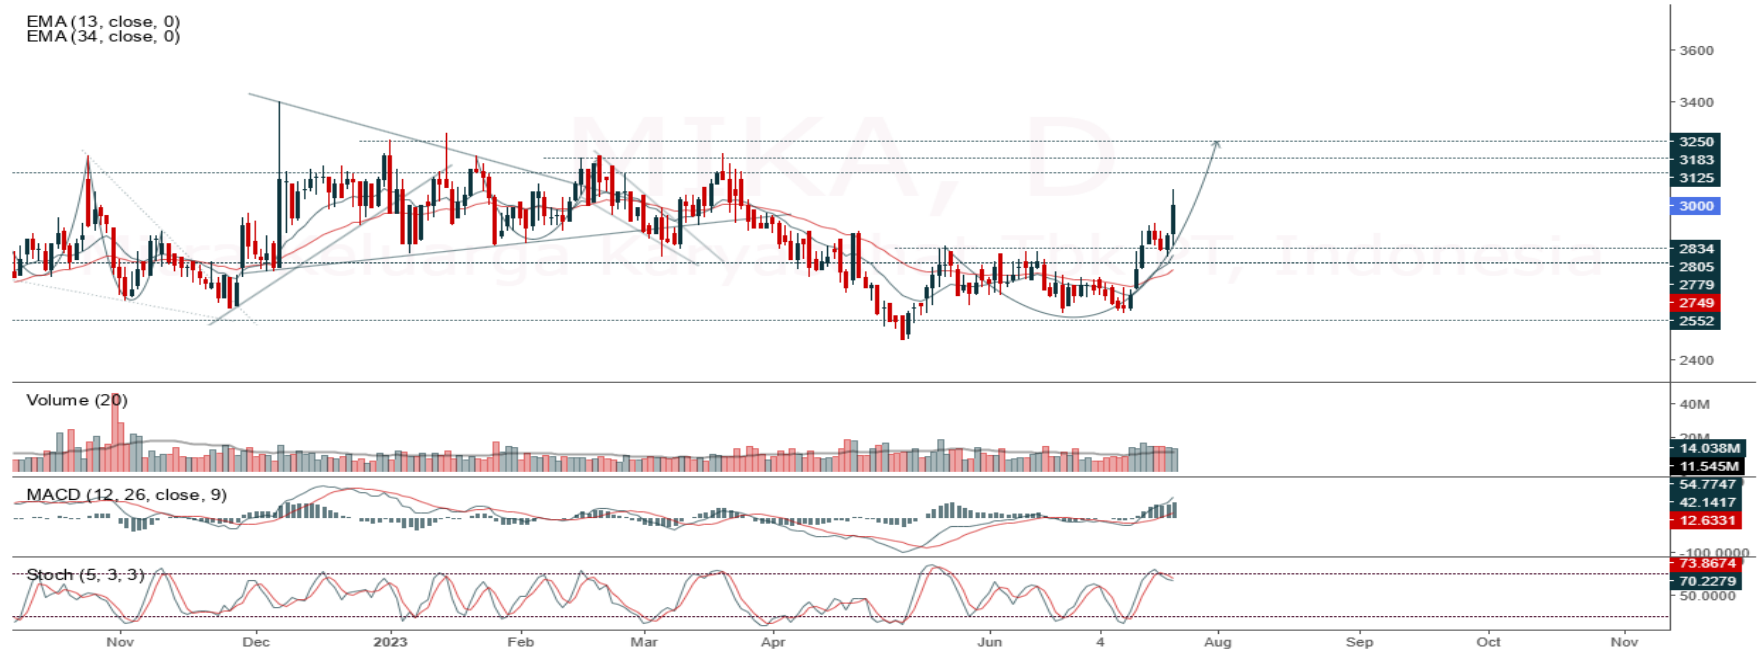 EMA (13, close, 0)
EMA (34, close, 0)
MIKA, D
3600
3400
3250
3183
3125
3000
2834
2805
2779
2749
2552
2400
Volume (20)
40M
20M
14.038M
11.545M
MACD (12, 26, close, 9)
54.7747
42.1417
12.6331
-100.0000
Stoch (5, 3, 3)
73.8674
70.2279
50.0000
Nov
Dec
2023
Feb
Mar
Apr
Jun
4
Aug
Sep
Oct
Nov